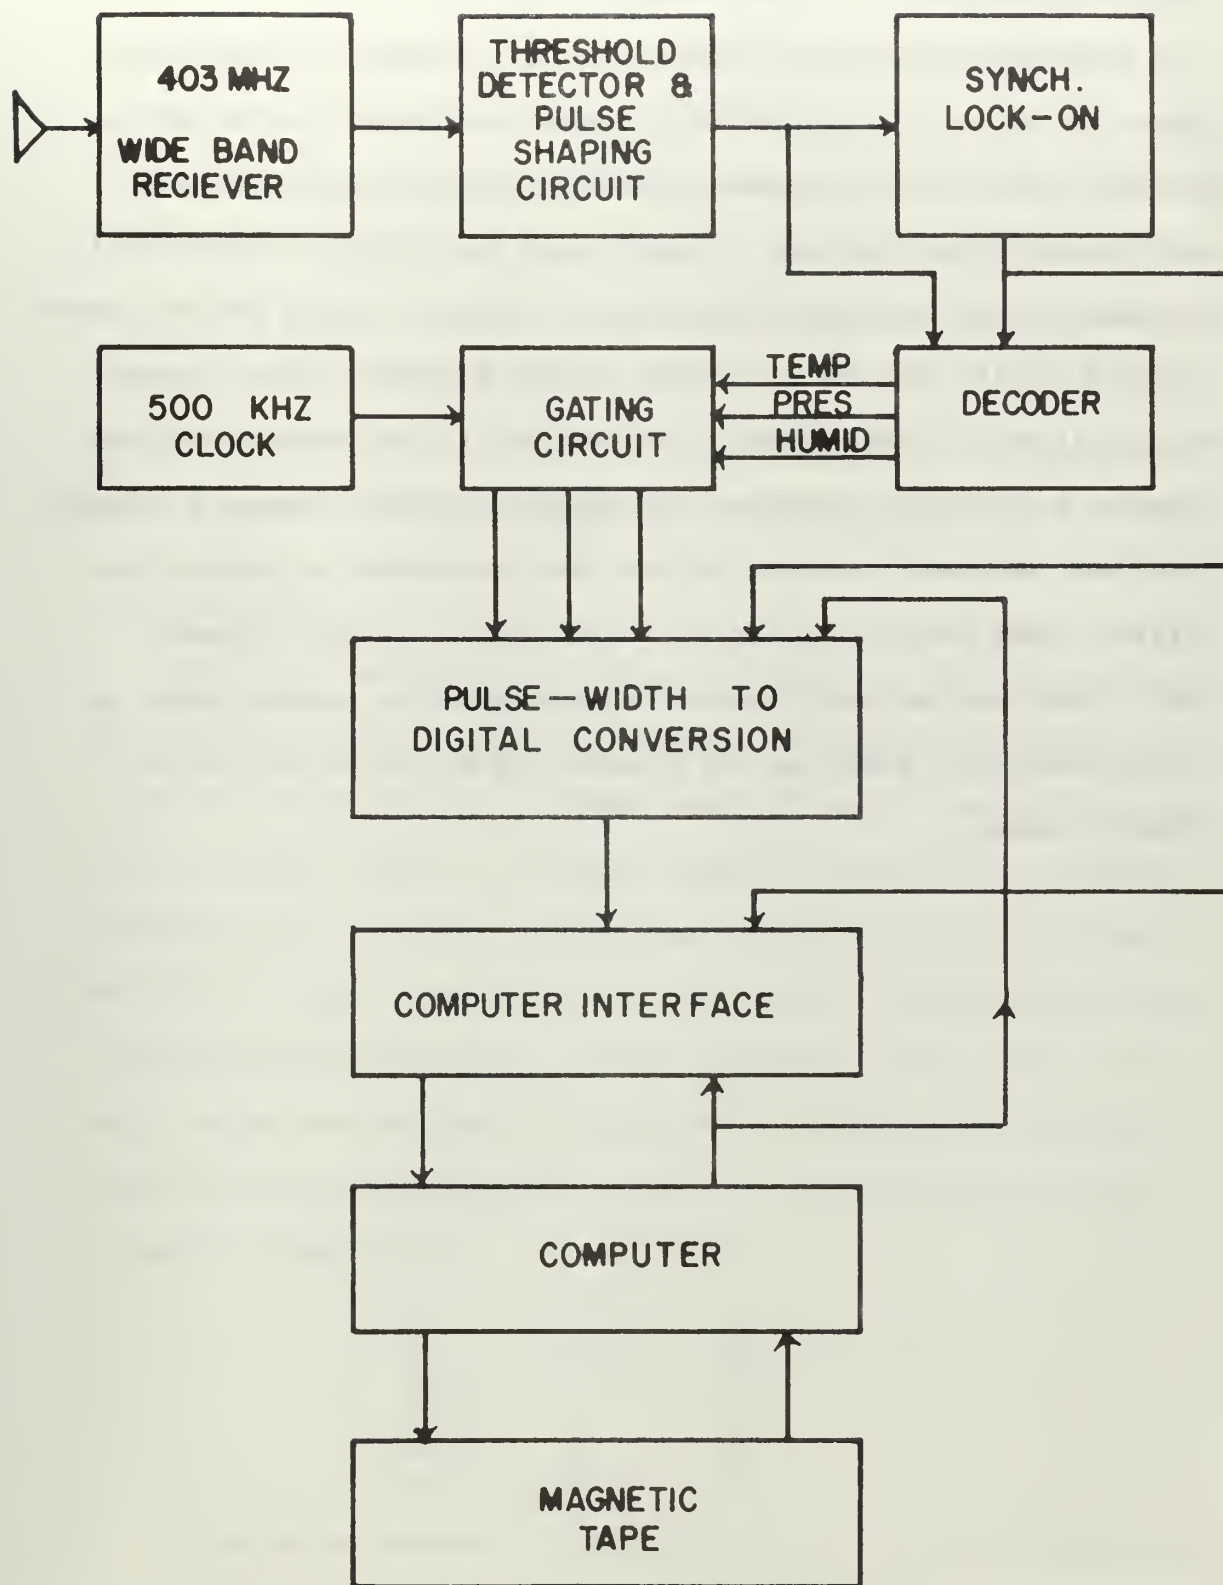 403 MHZ
WIDE BAND
RECIEVER
THRESHOLD
DETECTOR &
PULSE
SHAPING
CIRCUIT
SYNCH.
LOCK-ON
500 KHZ
CLOCK
GATING
CIRCUIT
TEMP
PRES
HUMID
DECODER
PULSE-WIDTH TO
DIGITAL CONVERSION
COMPUTER INTERFACE
COMPUTER
MAGNETIC
TAPE